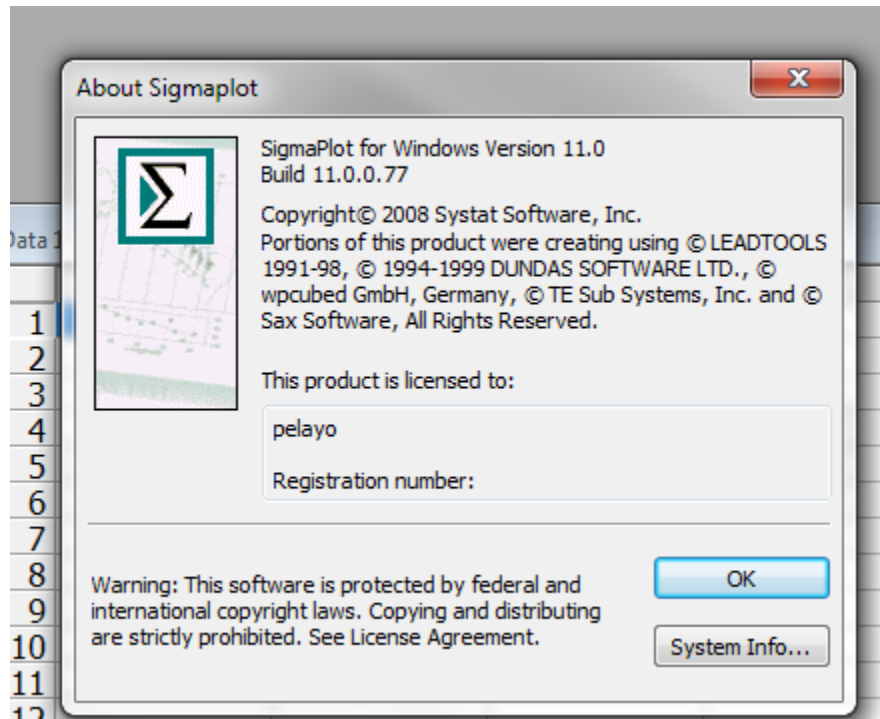 About Sigmaplot
x
Σ
SigmaPlot for Windows Version 11.0
Build 11.0.0.77
Copyright© 2008 Systat Software, Inc.
Portions of this product were creating using © LEADTOOLS
1991-98, © 1994-1999 DUNDAS SOFTWARE LTD., ©
wpcubed GmbH, Germany, © TE Sub Systems, Inc. and ©
Sax Software, All Rights Reserved.
This product is licensed to:
pelayo
Registration number:
Warning: This software is protected by federal and
international copyright laws. Copying and distributing
are strictly prohibited. See License Agreement.
OK
System Info...
1
2
3
4
5
6
7
8
9
10
11
12